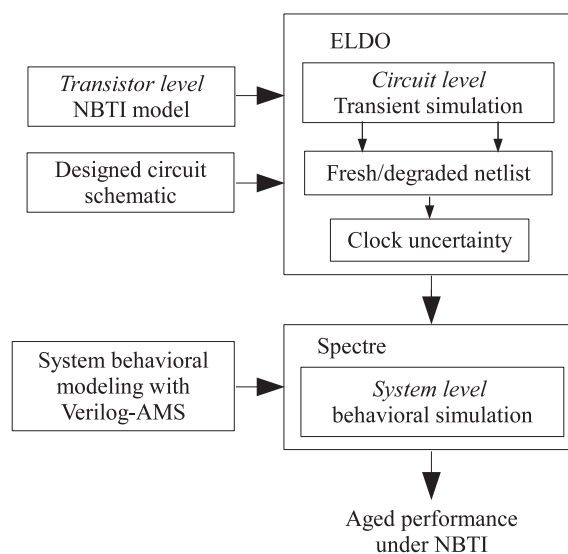 ELDO
Transistor level
NBTI model
Circuit level
Transient simulation
Designed circuit
schematic
Fresh/degraded netlist
Clock uncertainty
Spectre
System behavioral
modeling with
Verilog-AMS
System level
behavioral simulation
Aged performance
under NBTI